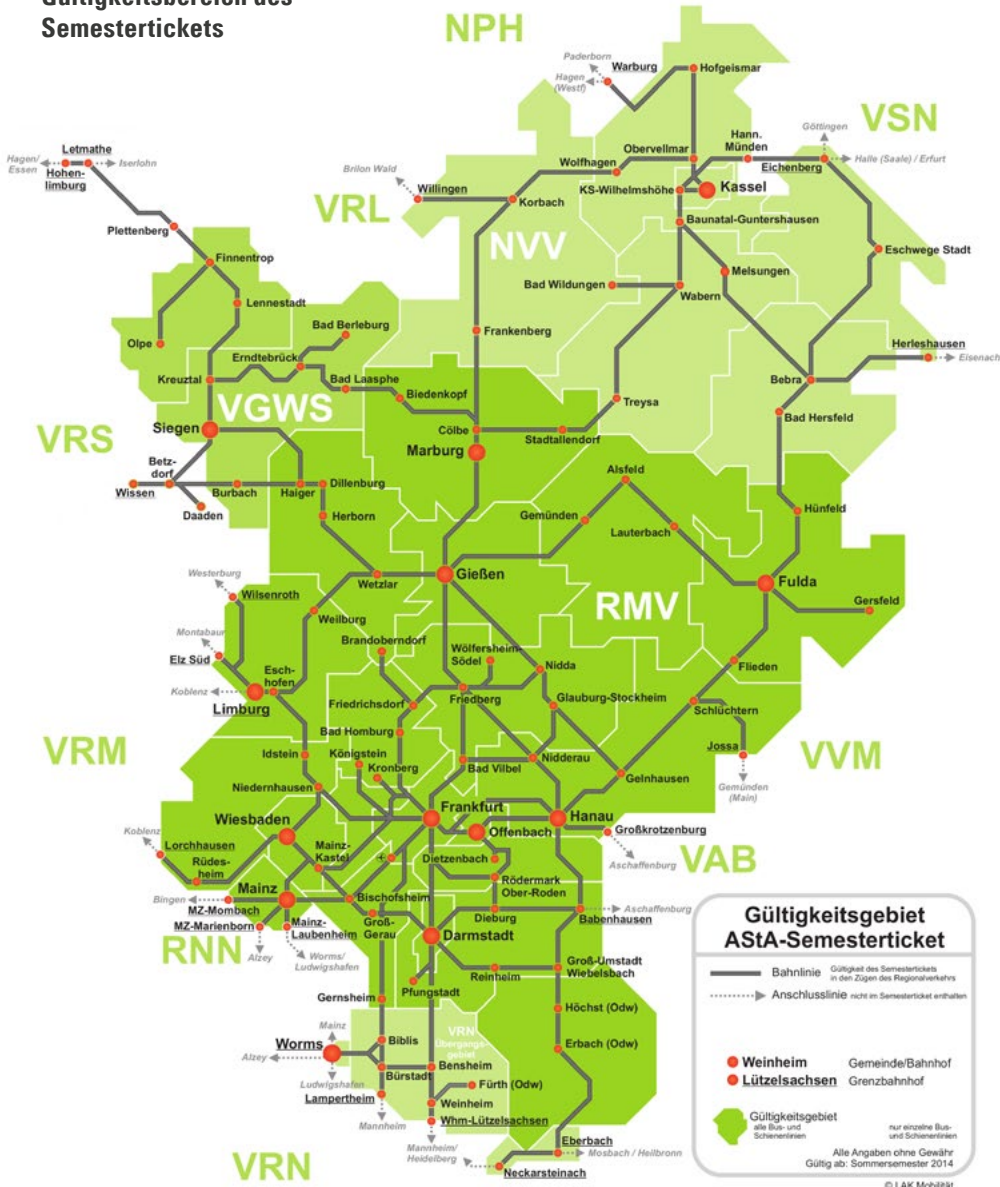 Gültigkeitsbereich des
Semestertickets
NPH
Paderborn
Warburg
Hofgeismar
Hagen
(Westf)
VSN
Göttingen
Hann.
Münden
Obervellmar
Letmathe
Hagen/
Essen
Iserlohn
Hohen-
limburg
Wolfhagen
Eichenberg
Halle (Saale) / Erfurt
Brilon Wald
Willingen
KS-Wilhelmshöhe
Kassel
VRL
Korbach
Baunatal-Guntershausen
Plettenberg
NVV
Eschwege Stadt
Finnentrop
Melsungen
Bad Wildungen
Wabern
Lennestadt
Bad Berleburg
Frankenberg
Olpe
Herleshausen
Eisenach
Erndtebrück
Kreuztal
Bad Laasphe
Bebra
VGWS
Biedenkopf
Treysa
Bad Hersfeld
Siegen
Cölbe
Stadtallendorf
VRS
Marburg
Betz-
dorf
Wissen
Burbach
Haiger
Dillenburg
Alsfeld
Daaden
Herborn
Gemünden
Lauterbach
Hünfeld
Westerburg
Wetzlar
Gießen
Fulda
Wilsenroth
Weilburg
RMV
Gersfeld
Montabaur
Brandoberndorf
Wölfersheim-
Södel
Elz Süd
Esch-
hofen
Nidda
Flieden
Koblenz
Limburg
Friedrichsdorf
Friedberg
Glauburg-Stockheim
Schlüchtern
Bad Homburg
VRM
Idstein
Königstein
Kronberg
Bad Vilbel
Nidderau
Jossa
VVM
Niedernhausen
Gelnhausen
Gemünden
(Main)
Wiesbaden
Frankfurt
Hanau
Offenbach
Großkrotzenburg
Koblenz
Lorchhausen
Mainz-
Kastel
Dietzenbach
Aschaffenburg
VAB
Rüdes-
heim
Rödermark
Ober-Roden
Mainz
Bischofsheim
Bingen
MZ-Mombach
Dieburg
Aschaffenburg
Babenhausen
MZ-Marienborn
Mainz-
Laubenheim
Groß-
Gerau
RNN
Darmstadt
Alzey
Worms/
Ludwigshafen
Reinheim
Groß-Umstadt
Wiebelsbach
Pfungstadt
Gernsheim
Höchst (Odw)
Mainz
VRN
Übergangs-
gebiet
Worms
Biblis
Erbach (Odw)
Alzey
Bensheim
Bürstadt
Ludwigshafen
Fürth (Odw)
Lampertheim
Weinheim
Mannheim
Whm-Lützelsachsen
Eberbach
Mannheim/
Heidelberg
Mosbach / Heilbronn
VRN
Neckarsteinach
Gültigkeitsgebiet
AStA-Semesterticket
Bahnlinie Gültigkeit des Semestertickets
in den Zügen des Regionalverkehrs
Anschlusslinie nicht im Semesterticket enthalten
Weinheim Gemeinde/Bahnhof
Lützelsachsen Grenzbahnhof
Gültigkeitsgebiet
alle Bus- und
Schienenlinien
nur einzelne Bus-
und Schienenlinien
Alle Angaben ohne Gewähr
Gültig ab: Sommersemester 2014
© LAK Mobilität